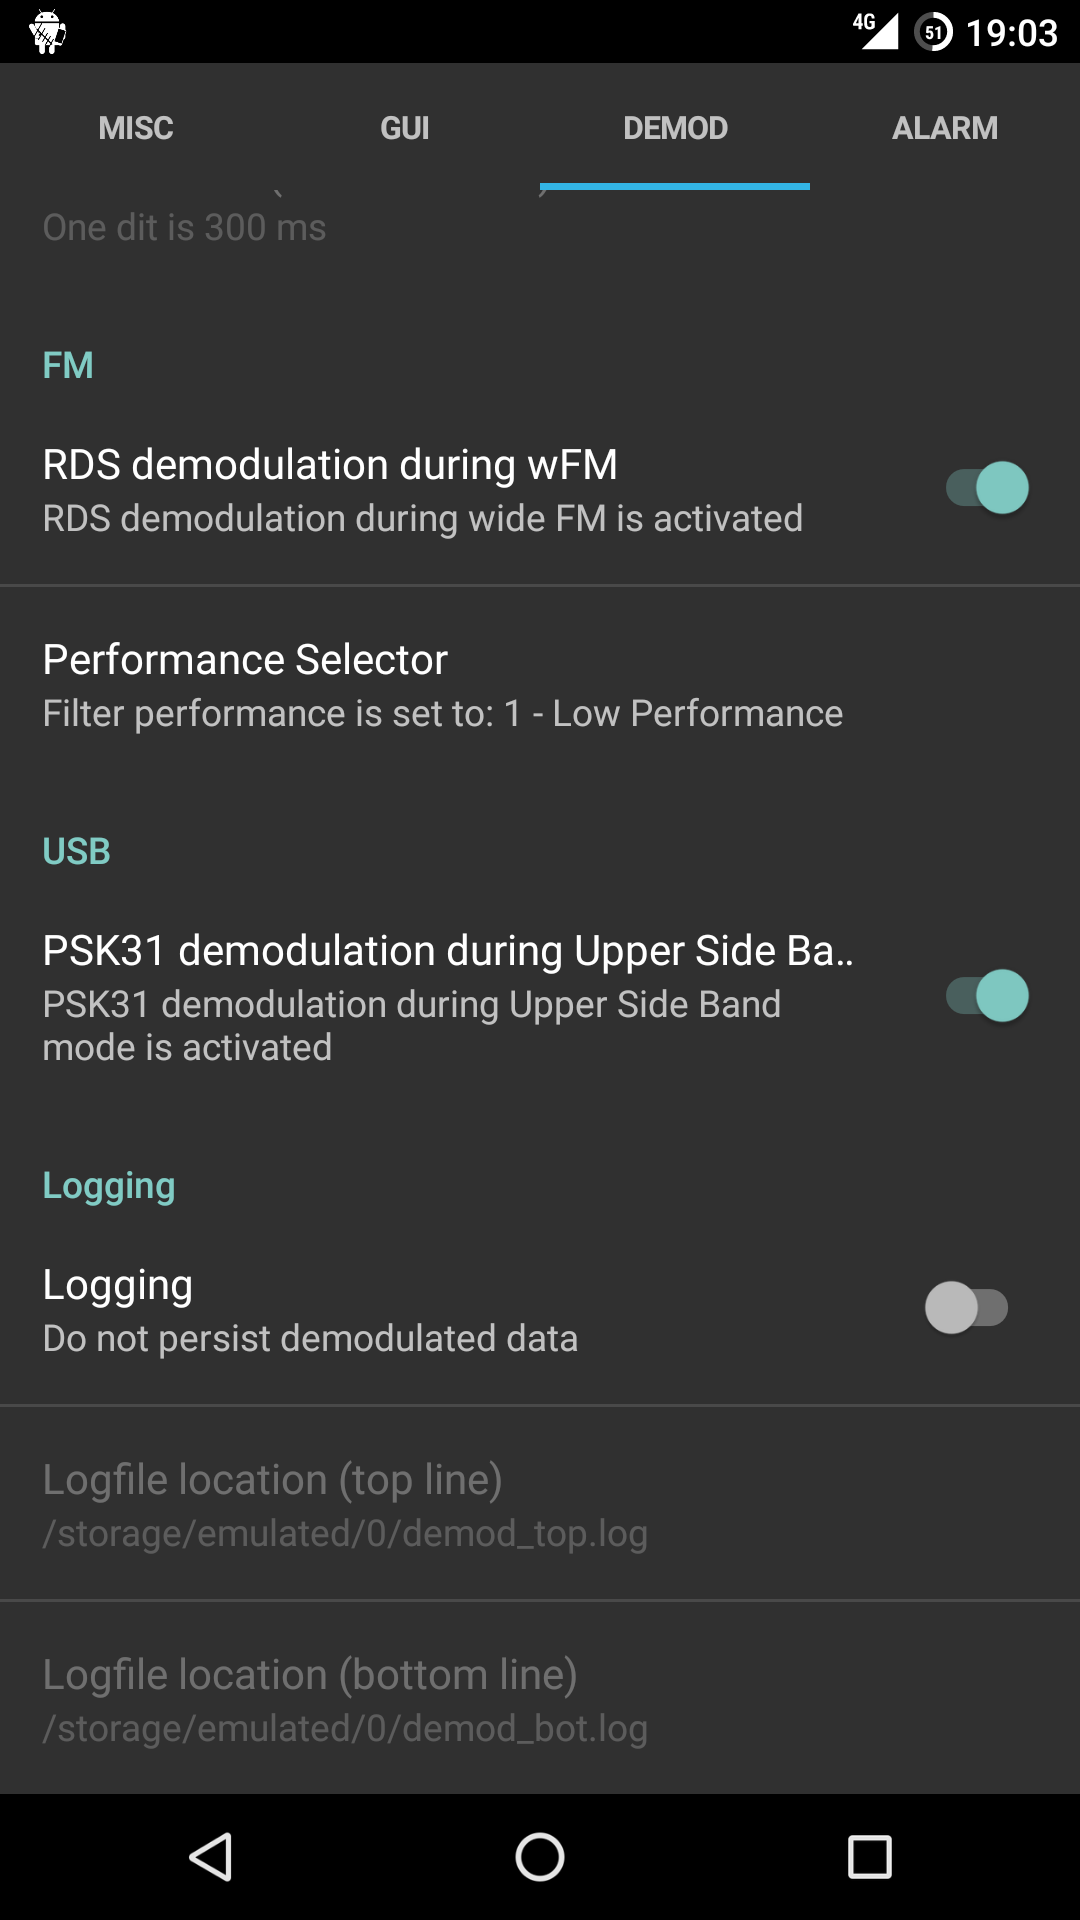 4G 51 19:03
MISC GUI DEMOD ALARM
One dit is 300 ms
FM
RDS demodulation during wFM
RDS demodulation during wide FM is activated
Performance Selector
Filter performance is set to: 1 - Low Performance
USB
PSK31 demodulation during Upper Side Ba..
PSK31 demodulation during Upper Side Band
mode is activated
Logging
Logging
Do not persist demodulated data
Logfile location (top line)
/storage/emulated/0/demod_top.log
Logfile location (bottom line)
/storage/emulated/0/demod_bot.log